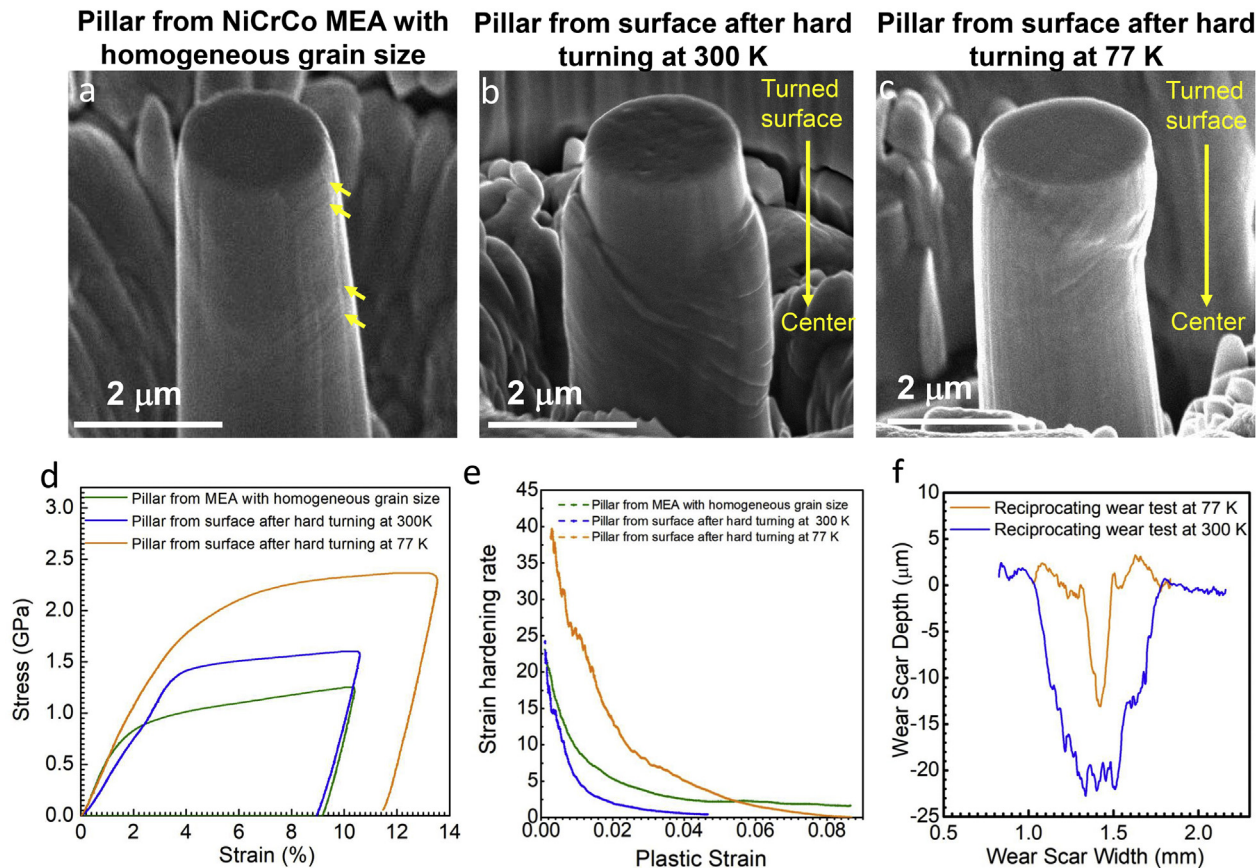 Pillar from NiCrCo MEA with
homogeneous grain size
Pillar from surface after hard
turning at 300 K
Pillar from surface after hard
turning at 77 K
a
2 μm
b
Turned
surface
Center
2 μm
c
Turned
surface
Center
2 μm
d
Pillar from MEA with homogeneous grain size
Pillar from surface after hard turning at 300K
Pillar from surface after hard turning at 77 K
Stress (GPa)
3.0
2.5
2.0
1.5
1.0
0.5
0.0
0 2 4 6 8 10 12 14
Strain (%)
e
Pillar from MEA with homogeneous grain size
Pillar from surface after hard turning at 300 K
Pillar from surface after hard turning at 77 K
Strain hardening rate
45
40
35
30
25
20
15
10
5
0
0.00 0.02 0.04 0.06 0.08
Plastic Strain
f
Reciprocating wear test at 77 K
Reciprocating wear test at 300 K
Wear Scar Depth (μm)
10
5
0
-5
-10
-15
-20
-25
0.5 1.0 1.5 2.0
Wear Scar Width (mm)